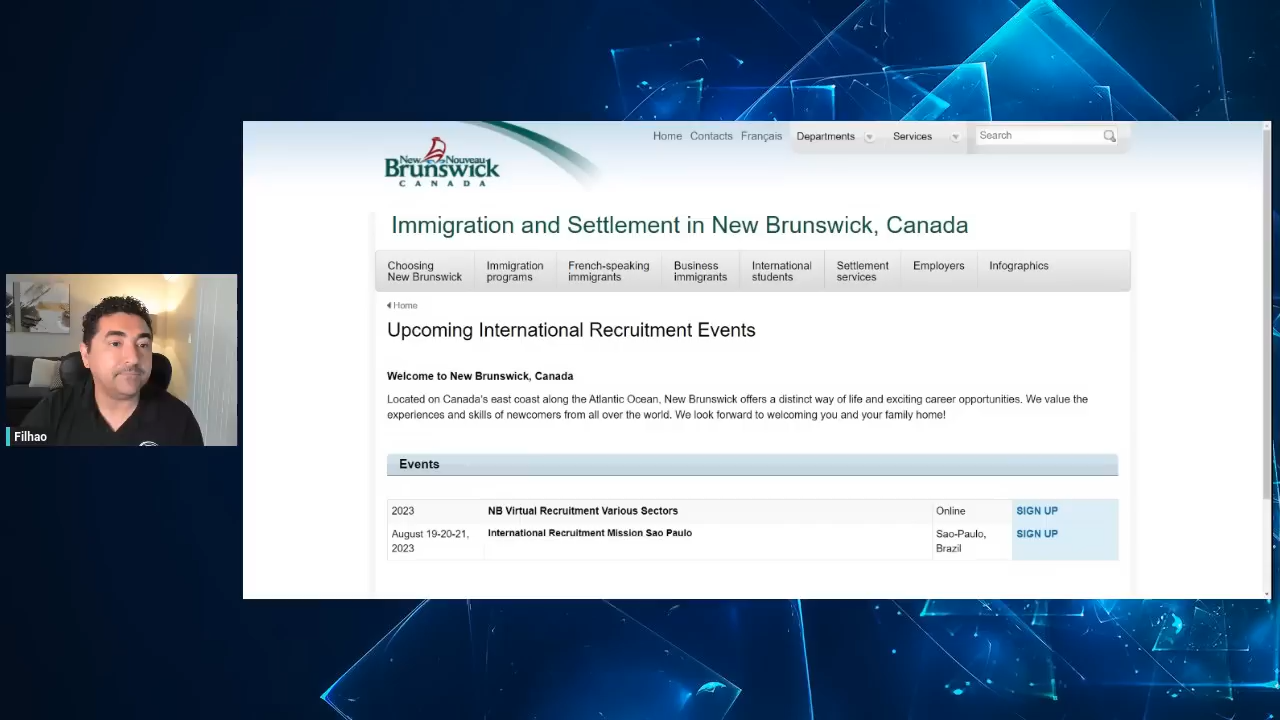 Home Contacts Français Departments Services Search
New Nouveau
Brunswick
CANADA
Immigration and Settlement in New Brunswick, Canada
Choosing
New Brunswick
Immigration
programs
French-speaking
immigrants
Business
immigrants
International
students
Settlement
services
Employers
Infographics
Home
Upcoming International Recruitment Events
Welcome to New Brunswick, Canada
Located on Canada's east coast along the Atlantic Ocean, New Brunswick offers a distinct way of life and exciting career opportunities. We value the
experiences and skills of newcomers from all over the world. We look forward to welcoming you and your family home!
Filhao
Events
2023 NB Virtual Recruitment Various Sectors Online SIGN UP
August 19-20-21,
2023
International Recruitment Mission Sao Paulo
Sao-Paulo,
Brazil
SIGN UP